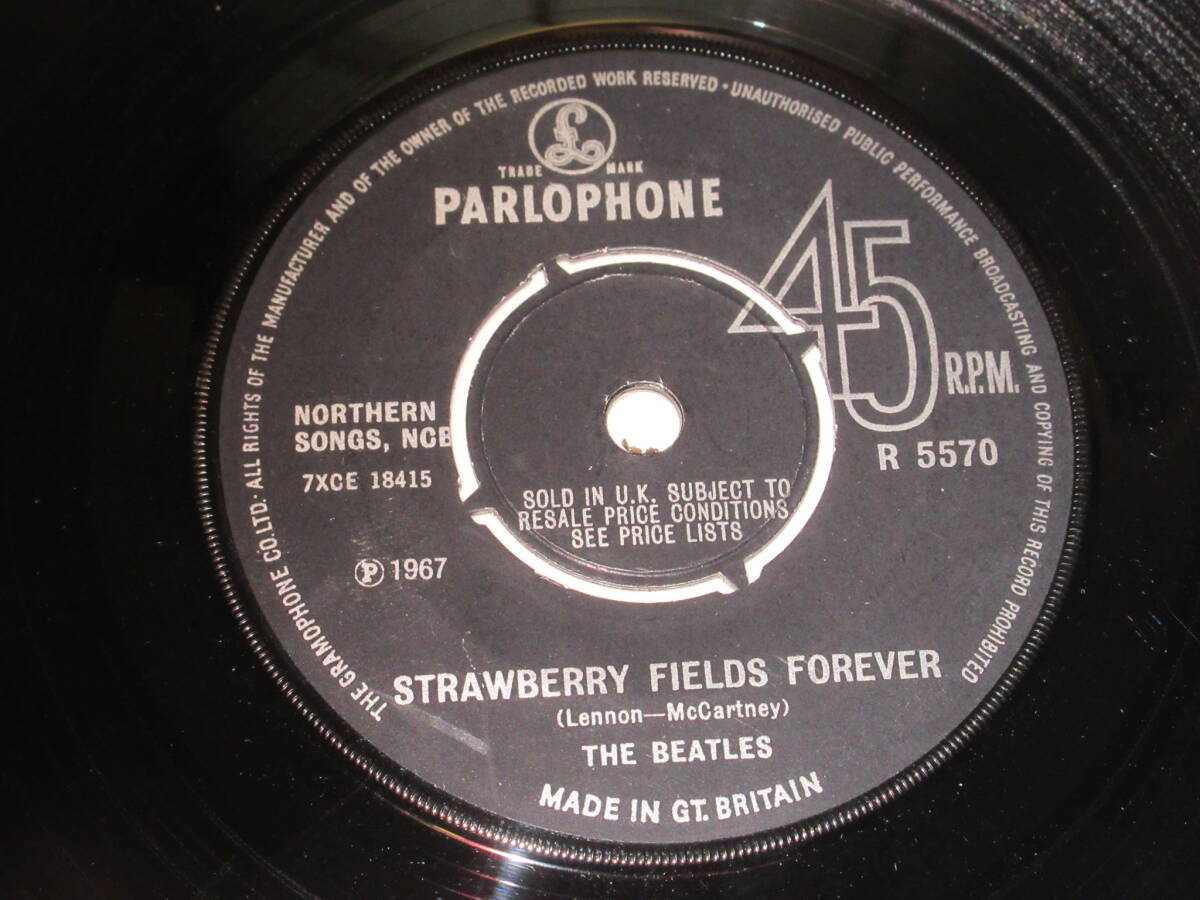 THE GRAMOPHONE CO. LTD. ALL RIGHTS OF THE MANUFACTURER AND OF THE OWNER OF THE RECORDED WORK RESERVED · UNAUTHORISED PUBLIC PERFORMANCE BROADCASTING AND COPYING OF THIS RECORD PROHIBITED
£
TRADE MARK
PARLOPHONE
45
R.P.M.
R 5570
NORTHERN
SONGS, NCB
7XCE 18415
SOLD IN U.K. SUBJECT TO
RESALE PRICE CONDITIONS
SEE PRICE LISTS
Ⓟ 1967
STRAWBERRY FIELDS FOREVER
(Lennon—McCartney)
THE BEATLES
MADE IN GT. BRITAIN